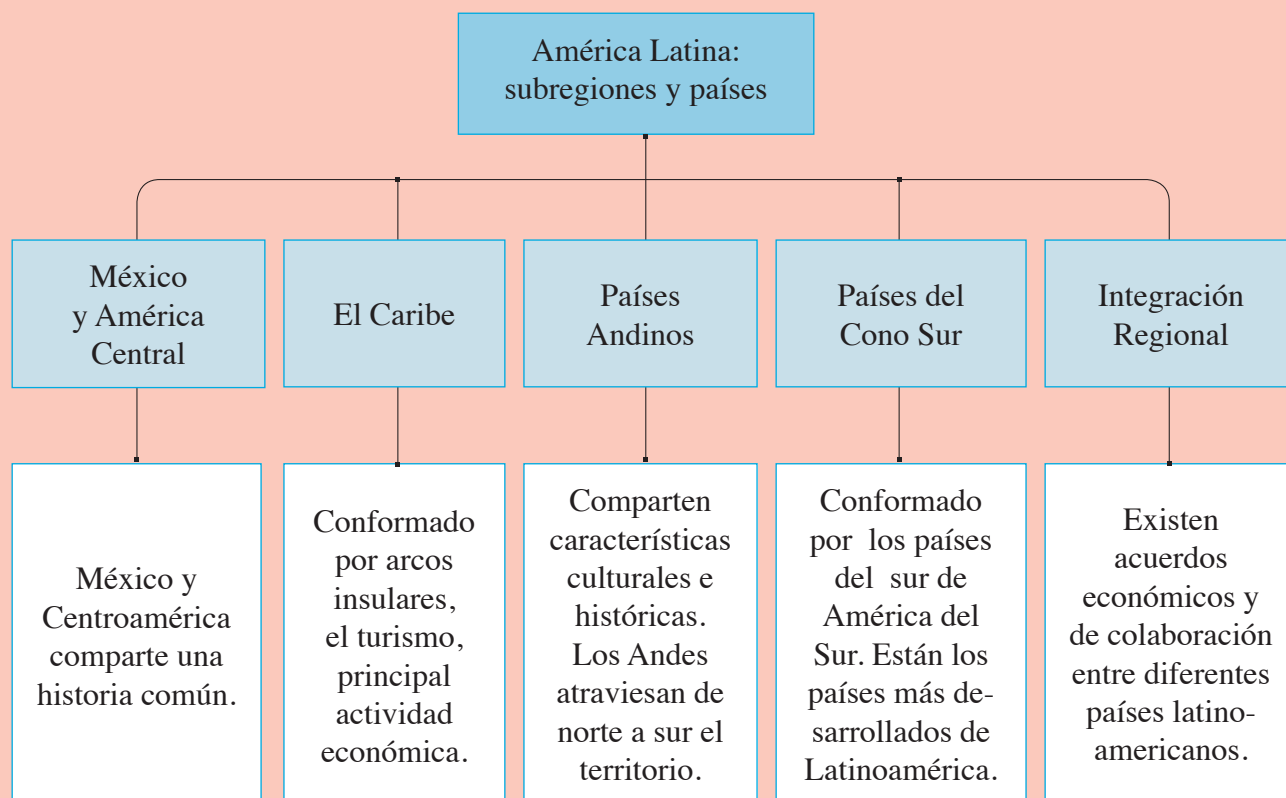 América Latina:
subregiones y países
México
y América
Central
El Caribe
Países
Andinos
Países del
Cono Sur
Integración
Regional
México y
Centroamérica
comparte una
historia común.
Conformado
por arcos
insulares,
el turismo,
principal
actividad
económica.
Comparten
características
culturales e
históricas.
Los Andes
atraviesan de
norte a sur el
territorio.
Conformado
por los países
del sur de
América del
Sur. Están los
países más de-
sarrollados de
Latinoamérica.
Existen
acuerdos
económicos y
de colaboración
entre diferentes
países latino-
americanos.